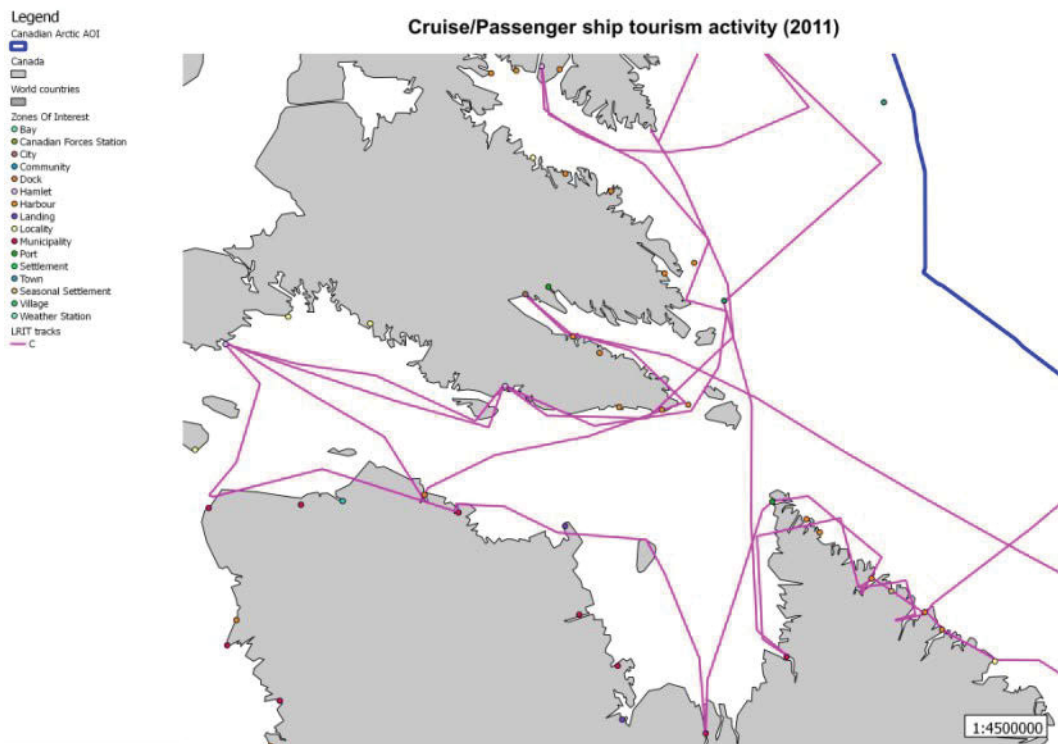 Legend
Canadian Arctic AOI
Canada
World countries
Zones Of Interest
Bay
Canadian Forces Station
City
Community
Dock
Hamlet
Harbour
Landing
Locality
Municipality
Port
Settlement
Town
Seasonal Settlement
Village
Weather Station
LRIT tracks
C
Cruise/Passenger ship tourism activity (2011)
1:4500000